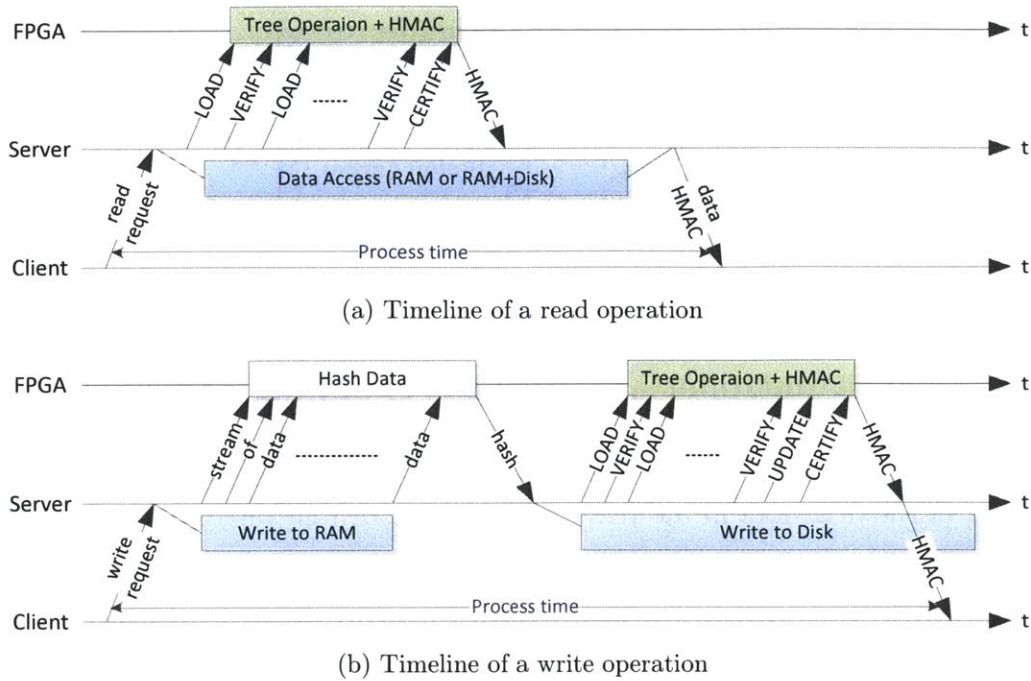 FPGA
Tree Operaion + HMAC
t
LOAD
VERIFY
LOAD
------
VERIFY
CERTIFY
HMAC
Server
t
Data Access (RAM or RAM+Disk)
read
request
data
HMAC
Process time
Client
t
(a) Timeline of a read operation
FPGA
Hash Data
Tree Operaion + HMAC
t
stream
of
data
data
hash
LOAD
VERIFY
LOAD
VERIFY
UPDATE
CERTIFY
HMAC
Server
t
Write to RAM
Write to Disk
write
request
HMAC
Process time
Client
t
(b) Timeline of a write operation